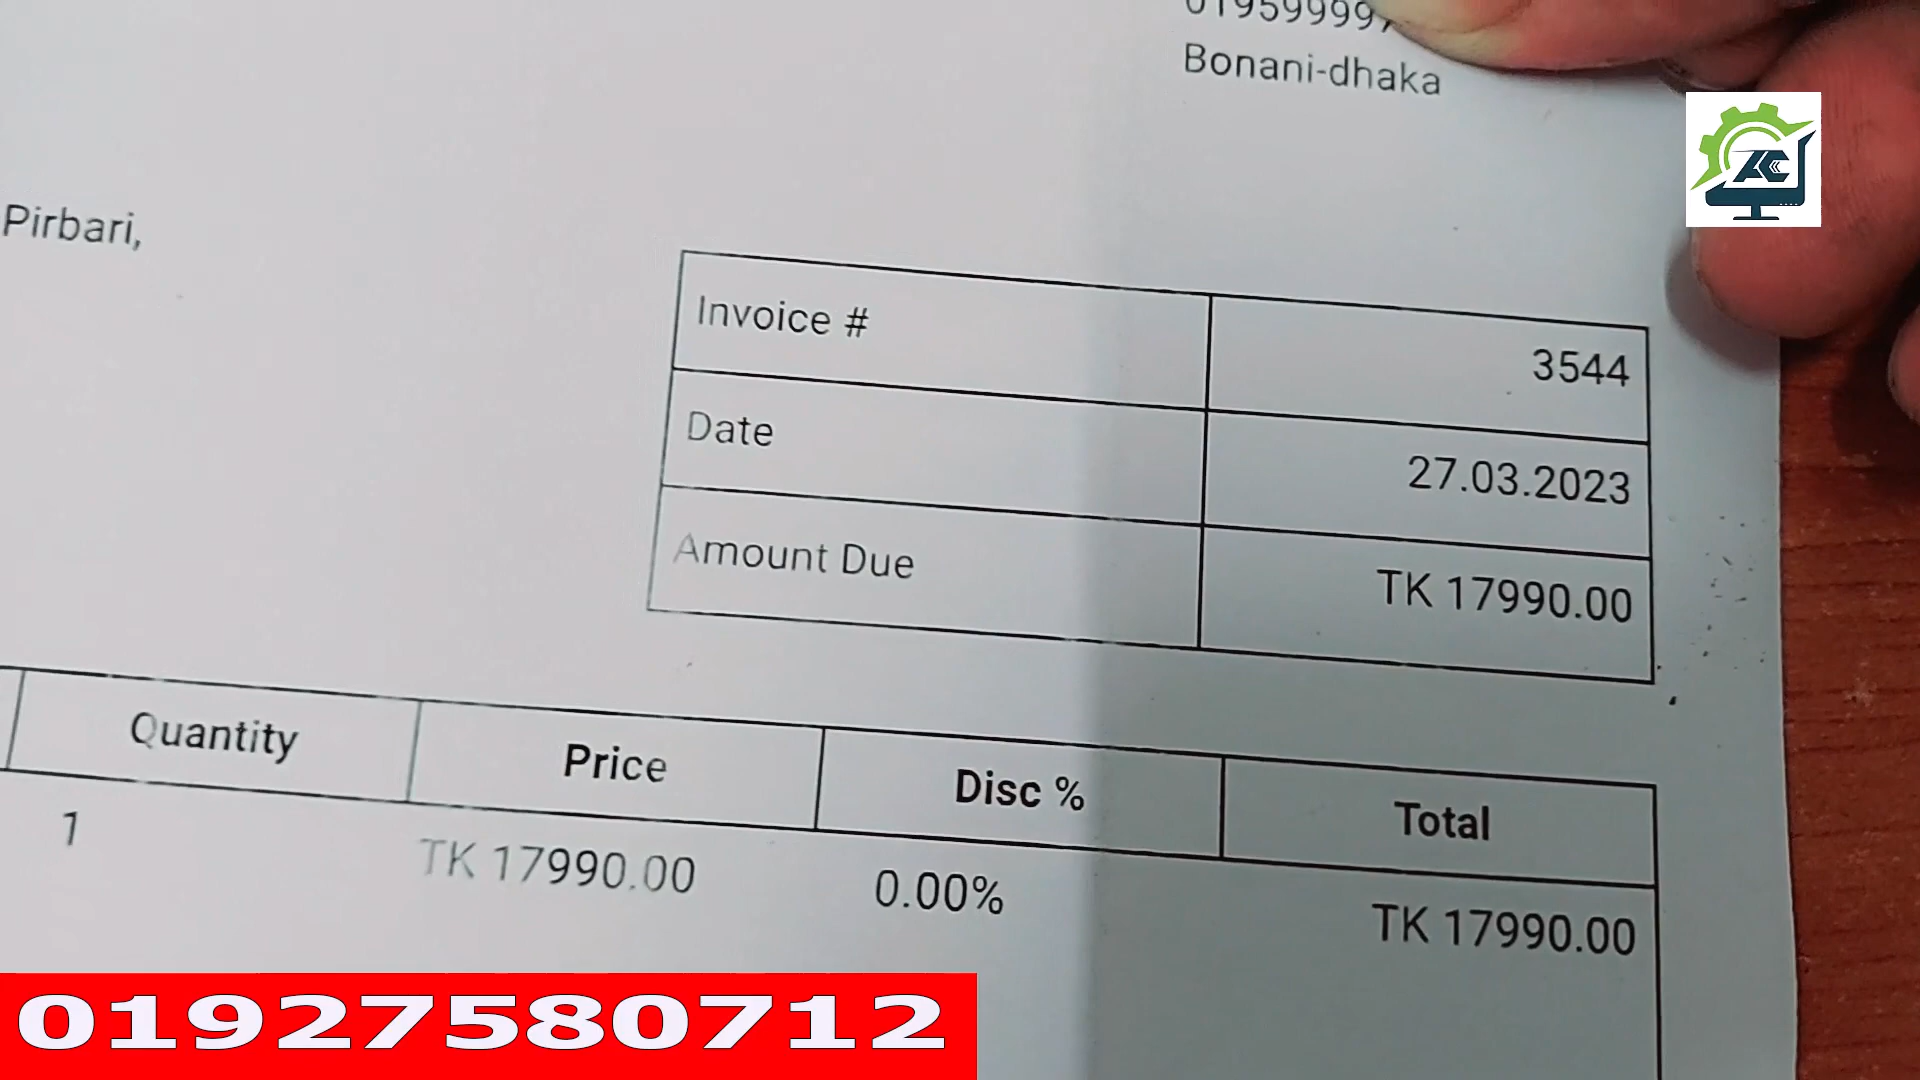 Bonani-dhaka
AC
Pirbari,
Invoice # 3544
Date 27.03.2023
Amount Due TK 17990.00
Quantity Price Disc % Total
1 TK 17990.00 0.00% TK 17990.00
01927580712